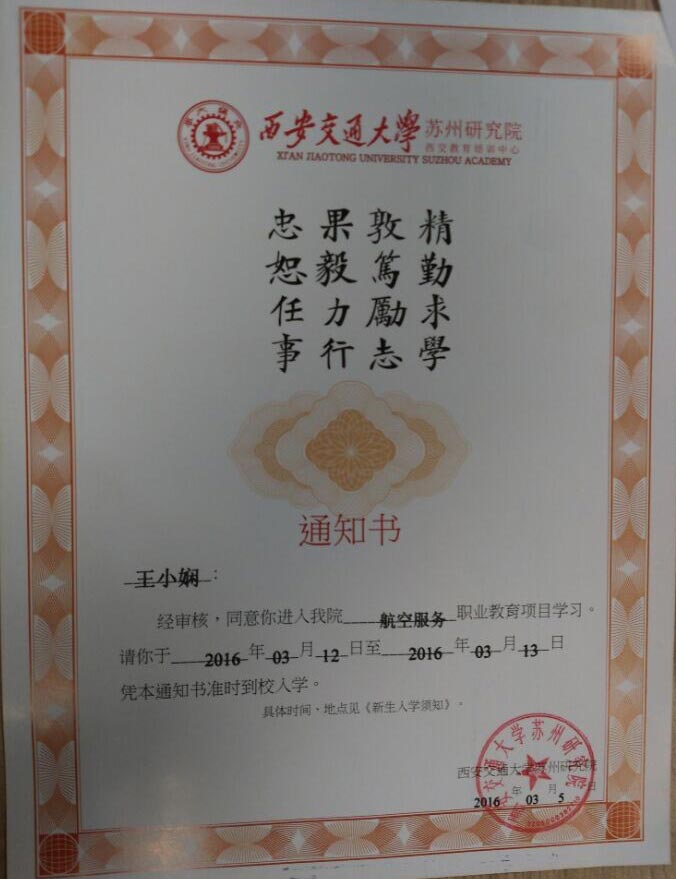 西安交通大学 苏州研究院
西交教育培训中心
XI'AN JIAOTONG UNIVERSITY SUZHOU ACADEMY
精勤求學
敦篤勵志
果毅力行
忠恕任事
通知书
王小娴：
经审核，同意你进入我院 航空服务 职业教育项目学习。
请你于 2016 年 03 月 12 日至 2016 年 03 月 13 日
凭本通知书准时到校入学。
具体时间、地点见《新生入学须知》。
西安交通大学苏州研究院
2016 年 03 月 5 日